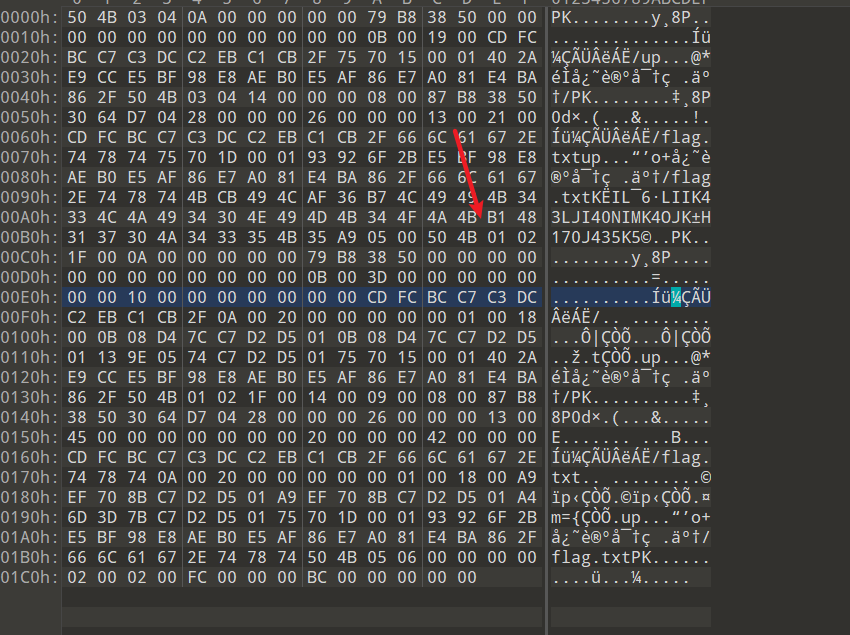 0000h: 50 4B 03 04 0A 00 00 00 00 00 79 B8 38 50 00 00 PK........y¸8P..
0010h: 00 00 00 00 00 00 00 00 00 00 0B 00 19 00 CD FC ..............Íü
0020h: BC C7 C3 DC C2 EB C1 CB 2F 75 70 15 00 01 40 2A ¼ÇÃÜÂëÁË/up...@*
0030h: E9 CC E5 BF 98 E8 AE B0 E5 AF 86 E7 A0 81 E4 BA éÌå¿˜è®°å¯†ç .äº
0040h: 86 2F 50 4B 03 04 14 00 00 00 08 00 87 B8 38 50 †/PK........‡¸8P
0050h: 30 64 D7 04 28 00 00 00 26 00 00 00 13 00 21 00 0d×.(...&.....!.
0060h: CD FC BC C7 C3 DC C2 EB C1 CB 2F 66 6C 61 67 2E Íü¼ÇÃÜÂëÁË/flag.
0070h: 74 78 74 75 70 1D 00 01 93 92 6F 2B E5 BF 98 E8 txtup...“’o+å¿˜è
0080h: AE B0 E5 AF 86 E7 A0 81 E4 BA 86 2F 66 6C 61 67 ®°å¯†ç .äº†/flag
0090h: 2E 74 78 74 4B CB 49 4C AF 36 B7 4C 49 49 4B 34 .txtKËIL¯6·LIIK4
00A0h: 33 4C 4A 49 34 30 4E 49 4D 4B 34 4F 4A 4B B1 48 3LJI40NIMK4OJK±H
00B0h: 31 37 30 4A 34 33 35 4B 35 A9 05 00 50 4B 01 02 170J435K5©..PK..
00C0h: 1F 00 0A 00 00 00 00 00 79 B8 38 50 00 00 00 00 ........y¸8P....
00D0h: 00 00 00 00 00 00 00 00 0B 00 3D 00 00 00 00 00 ..........=.....
00E0h: 00 00 10 00 00 00 00 00 00 00 CD FC BC C7 C3 DC ..........Íü¼ÇÃÜ
00F0h: C2 EB C1 CB 2F 0A 00 20 00 00 00 00 00 01 00 18 ÂëÁË/.. ........
0100h: 00 0B 08 D4 7C C7 D2 D5 01 0B 08 D4 7C C7 D2 D5 ...Ô|ÇÒÕ...Ô|ÇÒÕ
0110h: 01 13 9E 05 74 C7 D2 D5 01 75 70 15 00 01 40 2A ..ž.tÇÒÕ.up...@*
0120h: E9 CC E5 BF 98 E8 AE B0 E5 AF 86 E7 A0 81 E4 BA éÌå¿˜è®°å¯†ç .äº
0130h: 86 2F 50 4B 01 02 1F 00 14 00 09 00 08 00 87 B8 †/PK..........‡¸
0140h: 38 50 30 64 D7 04 28 00 00 00 26 00 00 00 13 00 8P0d×.(...&.....
0150h: 45 00 00 00 00 00 00 00 20 00 00 00 42 00 00 00 E....... ...B...
0160h: CD FC BC C7 C3 DC C2 EB C1 CB 2F 66 6C 61 67 2E Íü¼ÇÃÜÂëÁË/flag.
0170h: 74 78 74 0A 00 20 00 00 00 00 00 01 00 18 00 A9 txt.. .........©
0180h: EF 70 8B C7 D2 D5 01 A9 EF 70 8B C7 D2 D5 01 A4 ïp‹ÇÒÕ.©ïp‹ÇÒÕ.¤
0190h: 6D 3D 7B C7 D2 D5 01 75 70 1D 00 01 93 92 6F 2B m={ÇÒÕ.up...“’o+
01A0h: E5 BF 98 E8 AE B0 E5 AF 86 E7 A0 81 E4 BA 86 2F å¿˜è®°å¯†ç .äº†/
01B0h: 66 6C 61 67 2E 74 78 74 50 4B 05 06 00 00 00 00 flag.txtPK......
01C0h: 02 00 02 00 FC 00 00 00 BC 00 00 00 00 00 ....ü...¼.....